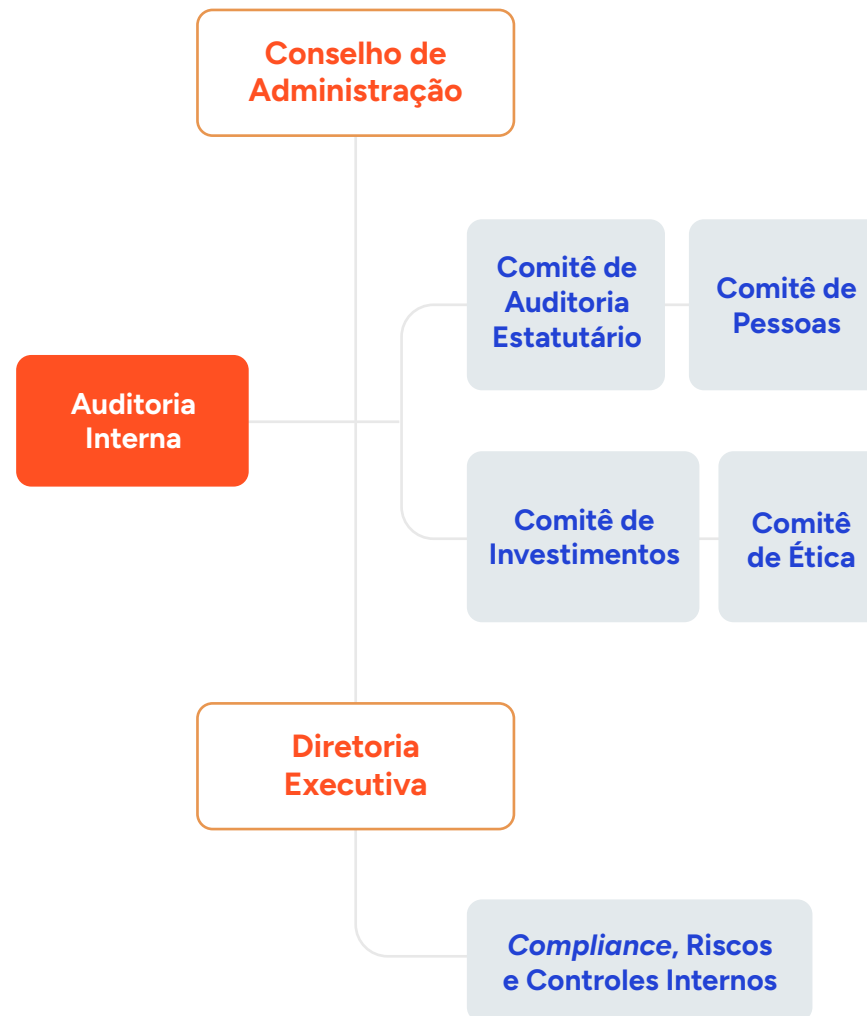 Conselho de
Administração
Comitê de
Auditoria
Estatutário
Comitê de
Pessoas
Auditoria
Interna
Comitê de
Investimentos
Comitê
de Ética
Diretoria
Executiva
Compliance, Riscos
e Controles Internos